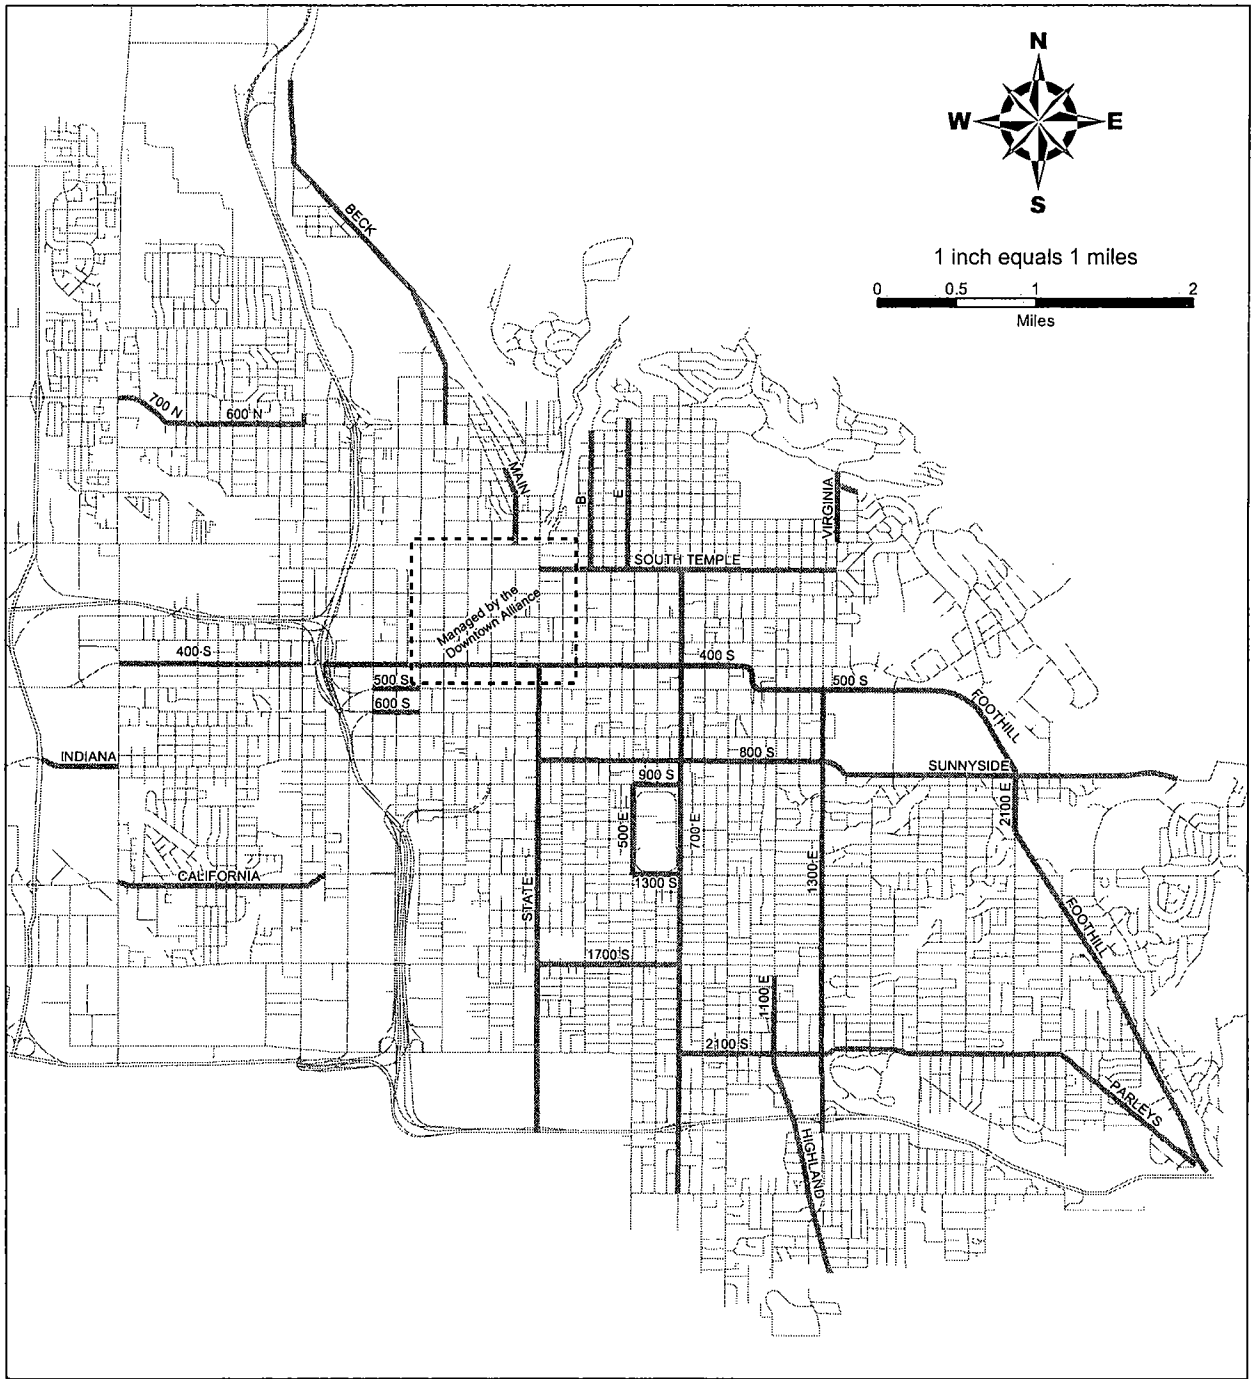 N
W
E
S
1 inch equals 1 miles
0
0.5
1
2
Miles
BECK
700 N
600 N
MAIN
B
E
VIRGINIA
SOUTH TEMPLE
Managed by the
Downtown Alliance
400 S
400 S
500 S
500 S
600 S
FOOTHILL
INDIANA
800 S
SUNNYSIDE
900 S
2100 E
500 E
700 E
1300 E
CALIFORNIA
1300 S
STATE
FOOTHILL
1700 S
1100 E
2100 S
PARLEYS
HIGHLAND